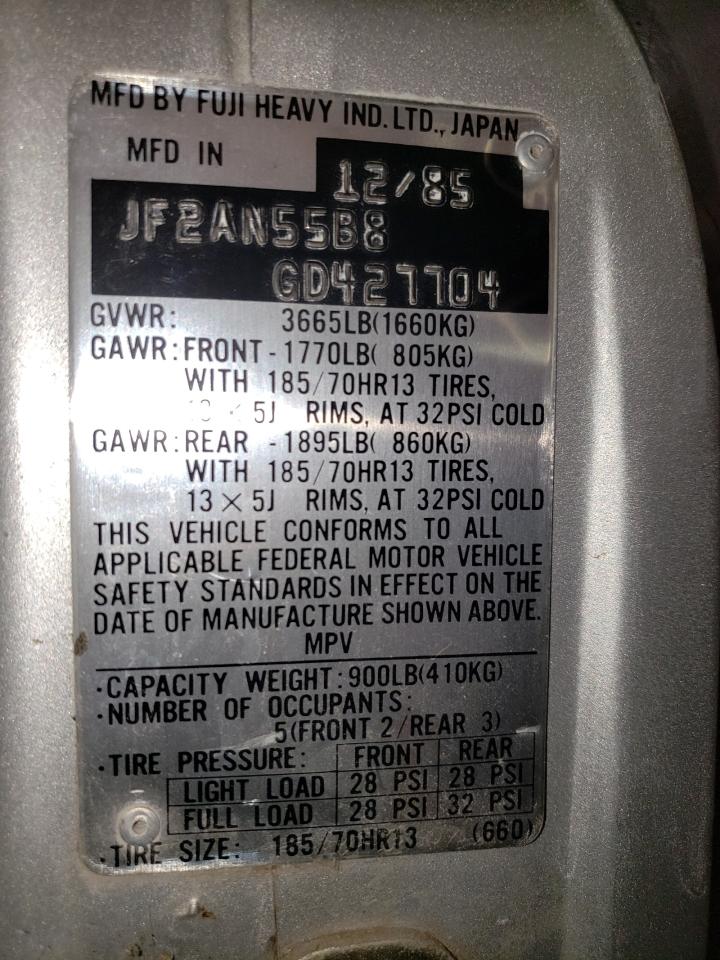 MFD BY FUJI HEAVY IND. LTD., JAPAN
MFD IN 12/85
JF2AN55B8
GD427704
GVWR: 3665LB(1660KG)
GAWR:FRONT-1770LB( 805KG)
WITH 185/70HR13 TIRES,
13 × 5J RIMS, AT 32PSI COLD
GAWR:REAR -1895LB( 860KG)
WITH 185/70HR13 TIRES,
13 × 5J RIMS, AT 32PSI COLD
THIS VEHICLE CONFORMS TO ALL
APPLICABLE FEDERAL MOTOR VEHICLE
SAFETY STANDARDS IN EFFECT ON THE
DATE OF MANUFACTURE SHOWN ABOVE.
MPV
·CAPACITY WEIGHT:900LB(410KG)
·NUMBER OF OCCUPANTS:
5(FRONT 2/REAR 3)
·TIRE PRESSURE: FRONT REAR
LIGHT LOAD 28 PSI 28 PSI
FULL LOAD 28 PSI 32 PSI
·TIRE SIZE: 185/70HR13 (660)